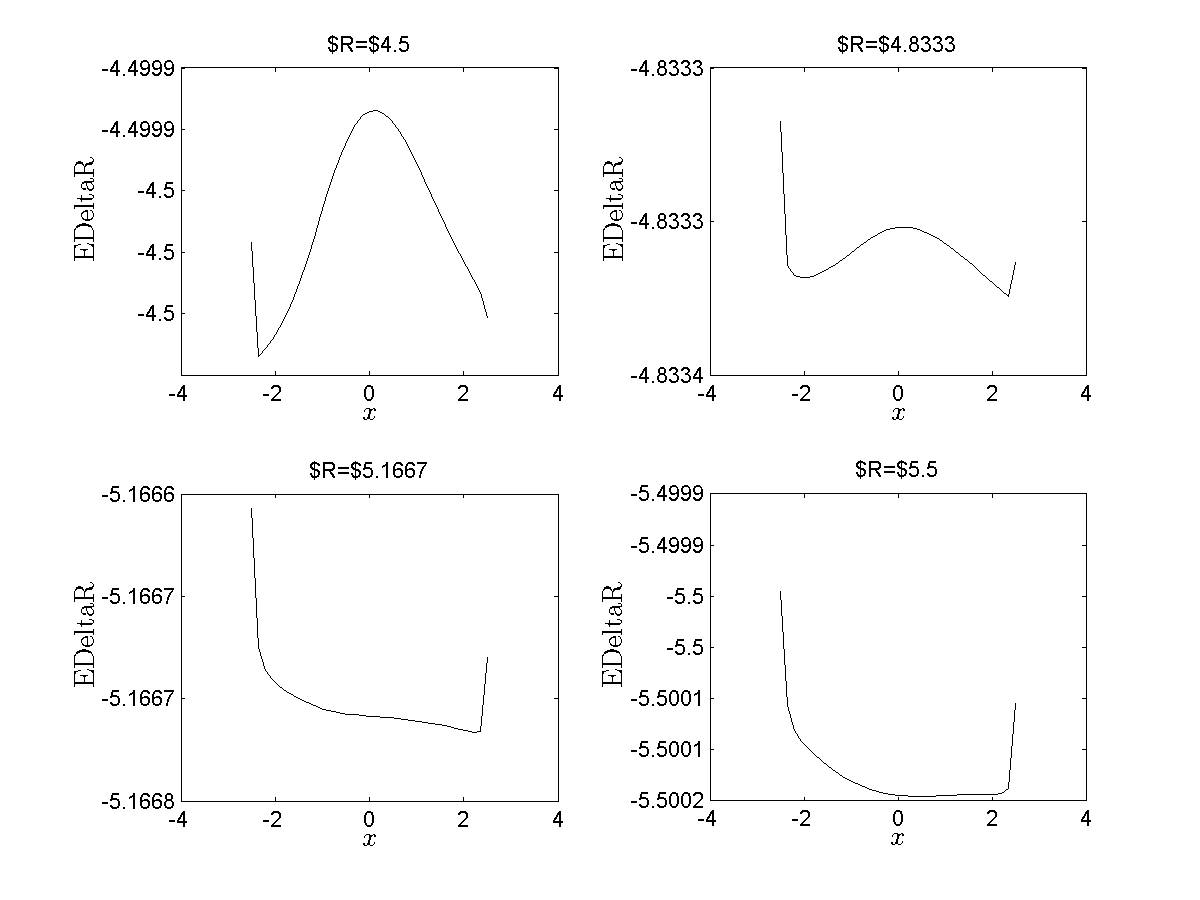 $R=$4.5
-4.4999
-4.4999
-4.5
-4.5
-4.5
EDeltaR
-4 -2 0 2 4
x
$R=$4.8333
-4.8333
-4.8333
-4.8334
EDeltaR
-4 -2 0 2 4
x
$R=$5.1667
-5.1666
-5.1667
-5.1667
-5.1668
EDeltaR
-4 -2 0 2 4
x
$R=$5.5
-5.4999
-5.4999
-5.5
-5.5
-5.5001
-5.5001
-5.5002
EDeltaR
-4 -2 0 2 4
x